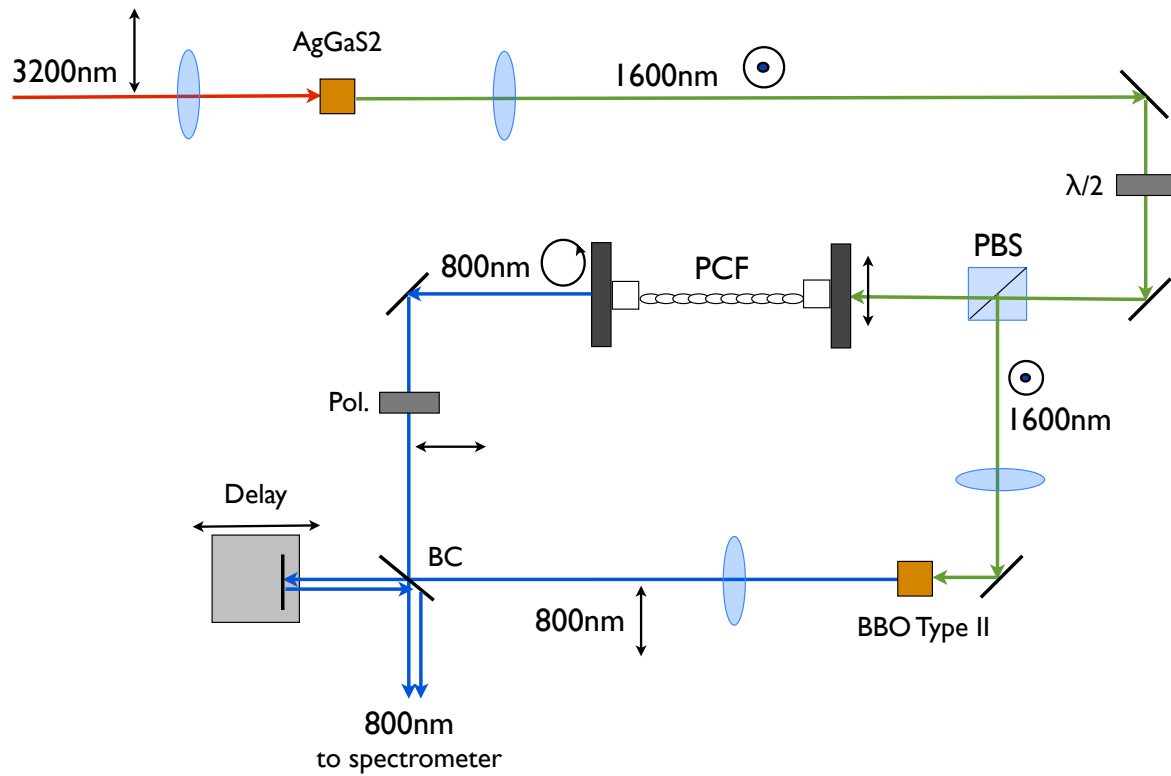 AgGaS2
3200nm
1600nm
λ/2
PBS
800nm
PCF
1600nm
Pol.
Delay
BC
800nm
BBO Type II
800nm
to spectrometer